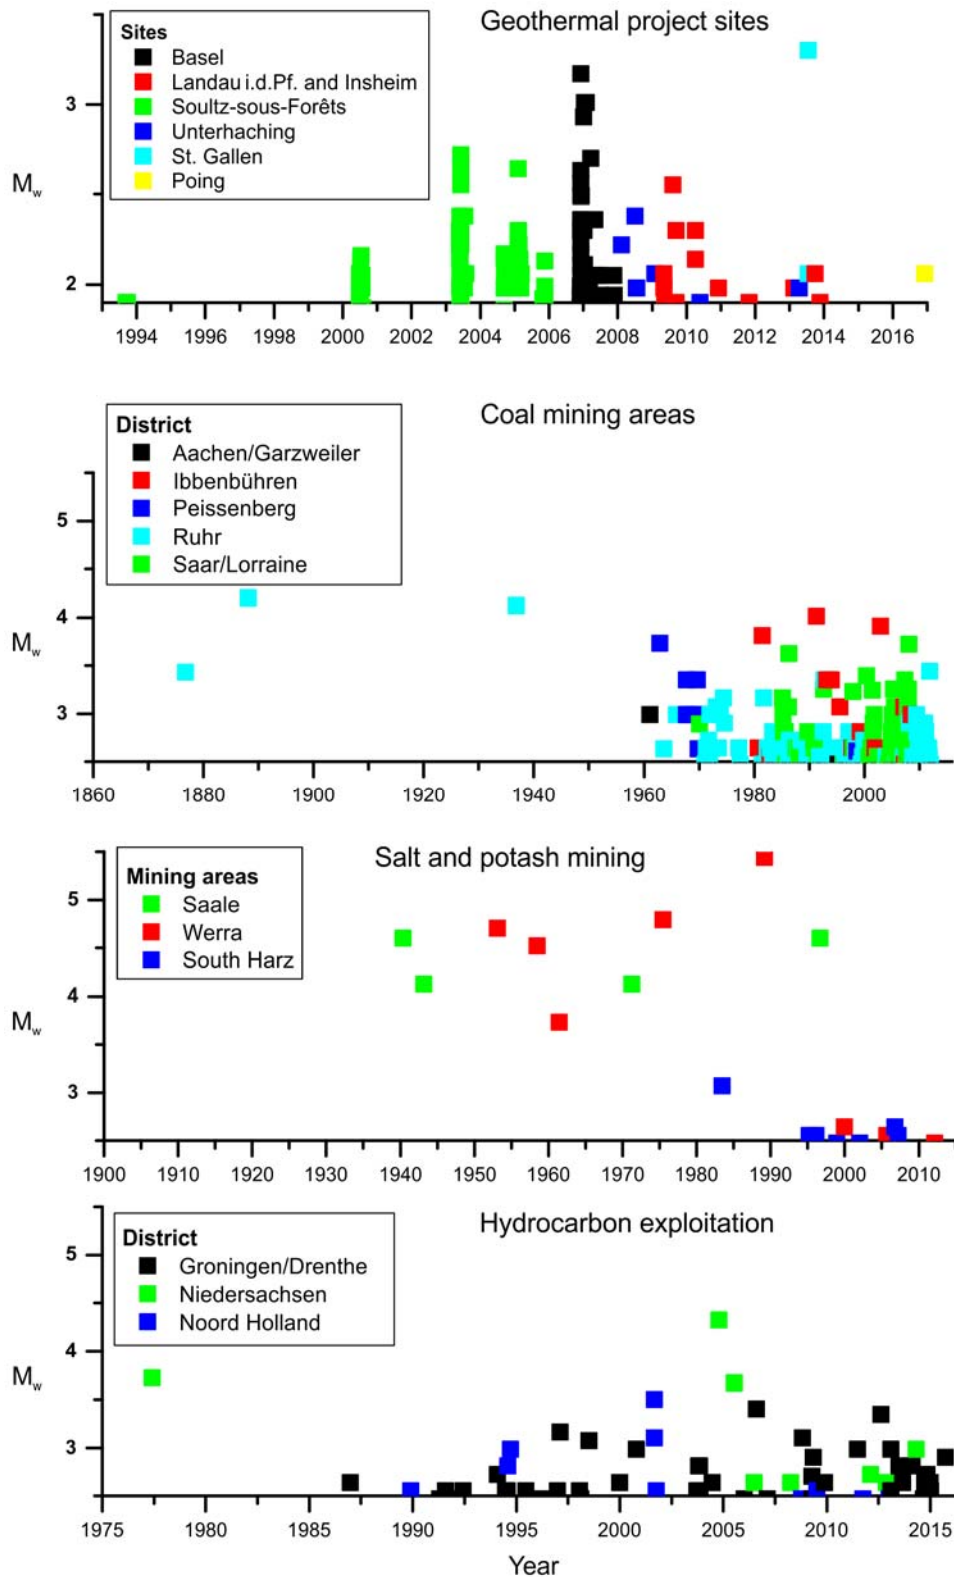 Geothermal project sites
Sites
Basel
Landau i.d.Pf. and Insheim
Soultz-sous-Forêts
Unterhaching
St. Gallen
Poing
3
2
Mw
1994 1996 1998 2000 2002 2004 2006 2008 2010 2012 2014 2016
Coal mining areas
District
Aachen/Garzweiler
Ibbenbühren
Peissenberg
Ruhr
Saar/Lorraine
5
4
3
Mw
1860 1880 1900 1920 1940 1960 1980 2000
Salt and potash mining
Mining areas
Saale
Werra
South Harz
5
4
3
Mw
1900 1910 1920 1930 1940 1950 1960 1970 1980 1990 2000 2010
Hydrocarbon exploitation
District
Groningen/Drenthe
Niedersachsen
Noord Holland
5
4
3
Mw
1975 1980 1985 1990 1995 2000 2005 2010 2015
Year